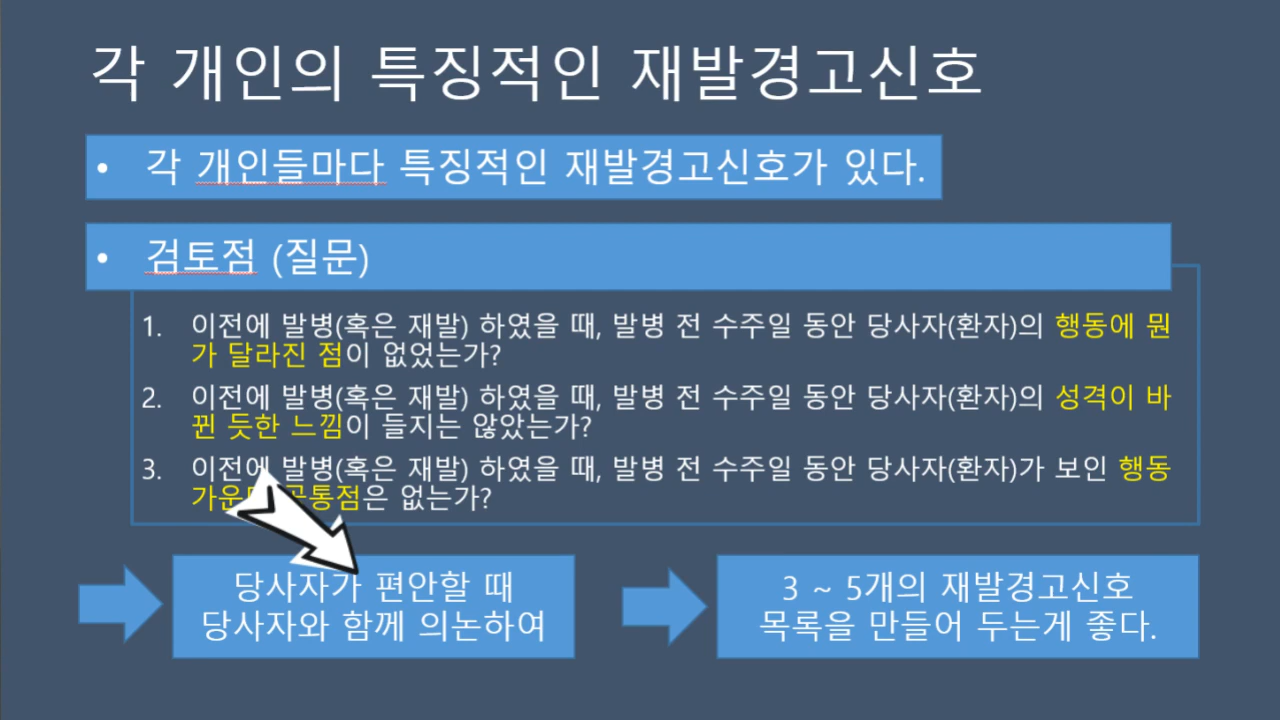 각 개인의 특징적인 재발경고신호
• 각 개인들마다 특징적인 재발경고신호가 있다.
• 검토점 (질문)
1. 이전에 발병(혹은 재발) 하였을 때, 발병 전 수주일 동안 당사자(환자)의 행동에 뭔
가 달라진 점이 없었는가?
2. 이전에 발병(혹은 재발) 하였을 때, 발병 전 수주일 동안 당사자(환자)의 성격이 바
뀐 듯한 느낌이 들지는 않았는가?
3. 이전에 발병(혹은 재발) 하였을 때, 발병 전 수주일 동안 당사자(환자)가 보인 행동
가운데 공통점은 없는가?
당사자가 편안할 때
당사자와 함께 의논하여
3 ~ 5개의 재발경고신호
목록을 만들어 두는게 좋다.